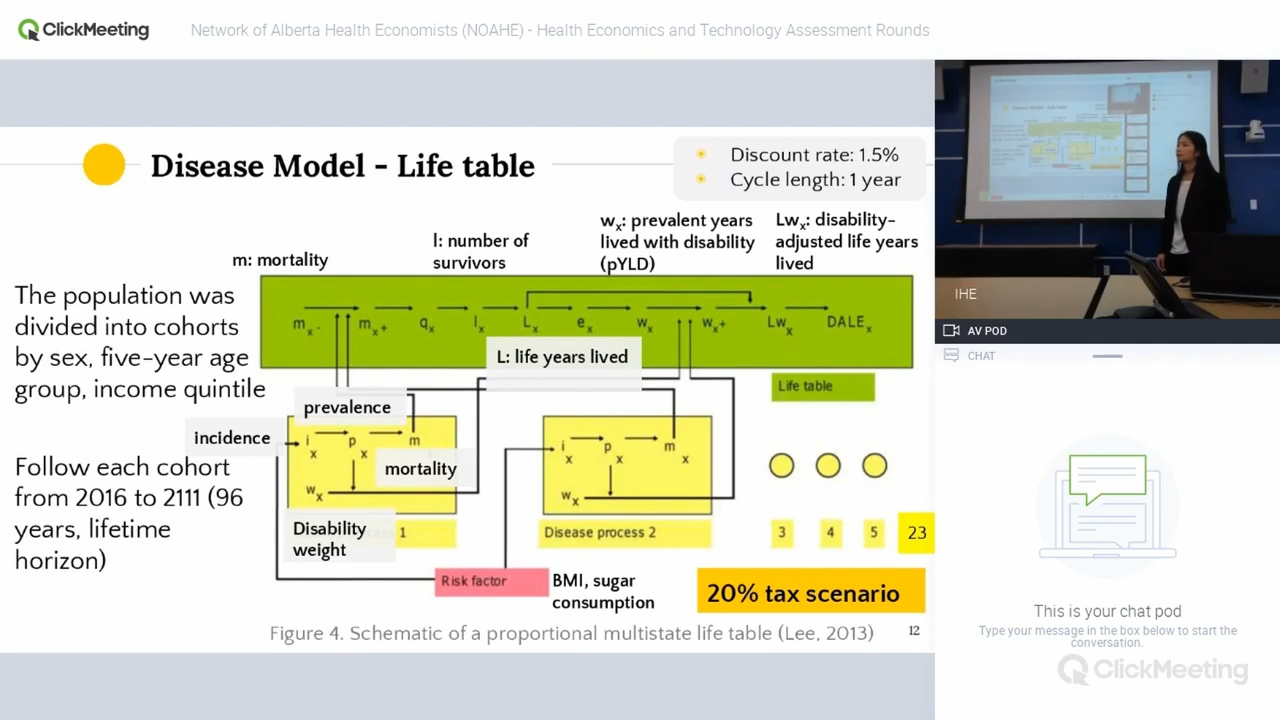 ClickMeeting
Network of Alberta Health Economists (NOAHE) - Health Economics and Technology Assessment Rounds
Disease Model - Life table
Discount rate: 1.5%
Cycle length: 1 year
m: mortality
l: number of
survivors
wx: prevalent years
lived with disability
(pYLD)
Lwx: disability-
adjusted life years
lived
The population was
divided into cohorts
by sex, five-year age
group, income quintile
Follow each cohort
from 2016 to 2111 (96
years, lifetime
horizon)
mx- mx+ qx lx Lx ex wx wx+ Lwx DALEx
L: life years lived
Life table
prevalence
incidence
ix px mx
mortality
wx
Disability
weight
1
ix px mx
wx
Disease process 2
3 4 5 23
Risk factor
BMI, sugar
consumption
20% tax scenario
Figure 4. Schematic of a proportional multistate life table (Lee, 2013)
12
IHE
AV POD
CHAT
This is your chat pod
Type your message in the box below to start the
conversation.
ClickMeeting